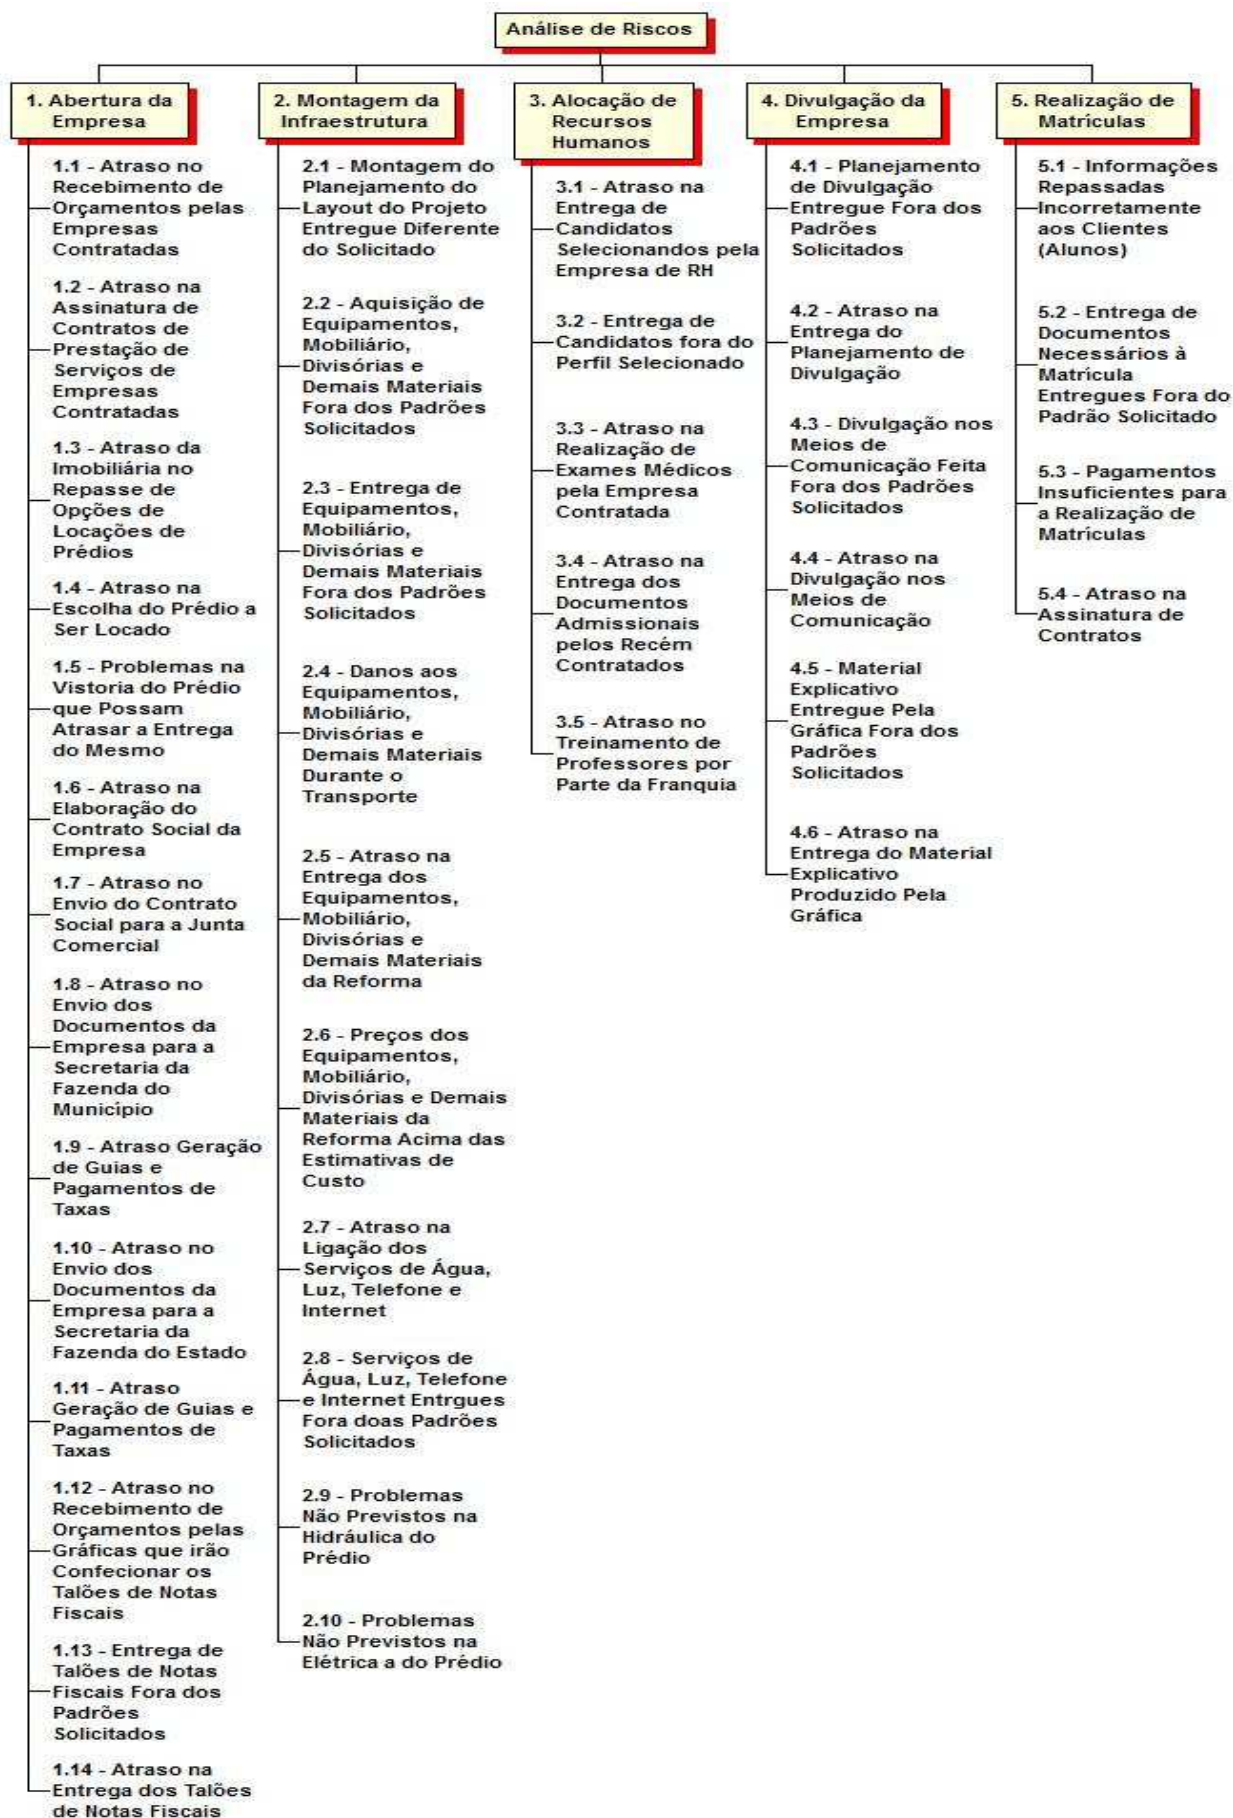 Análise de Riscos
1. Abertura da
Empresa
1.1 - Atraso no
Recebimento de
Orçamentos pelas
Empresas
Contratadas
1.2 - Atraso na
Assinatura de
Contratos de
Prestação de
Serviços de
Empresas
Contratadas
1.3 - Atraso da
Imobiliária no
Repasse de
Opções de
Locações de
Prédios
1.4 - Atraso na
Escolha do Prédio a
Ser Locado
1.5 - Problemas na
Vistoria do Prédio
que Possam
Atrasar a Entrega
do Mesmo
1.6 - Atraso na
Elaboração do
Contrato Social da
Empresa
1.7 - Atraso no
Envio do Contrato
Social para a Junta
Comercial
1.8 - Atraso no
Envio dos
Documentos da
Empresa para a
Secretaria da
Fazenda do
Município
1.9 - Atraso Geração
de Guias e
Pagamentos de
Taxas
1.10 - Atraso no
Envio dos
Documentos da
Empresa para a
Secretaria da
Fazenda do Estado
1.11 - Atraso
Geração de Guias e
Pagamentos de
Taxas
1.12 - Atraso no
Recebimento de
Orçamentos pelas
Gráficas que irão
Confecionar os
Talões de Notas
Fiscais
1.13 - Entrega de
Talões de Notas
Fiscais Fora dos
Padrões
Solicitados
1.14 - Atraso na
Entrega dos Talões
de Notas Fiscais
2. Montagem da
Infraestrutura
2.1 - Montagem do
Planejamento do
Layout do Projeto
Entregue Diferente
do Solicitado
2.2 - Aquisição de
Equipamentos,
Mobiliário,
Divisórias e
Demais Materiais
Fora dos Padrões
Solicitados
2.3 - Entrega de
Equipamentos,
Mobiliário,
Divisórias e
Demais Materiais
Fora dos Padrões
Solicitados
2.4 - Danos aos
Equipamentos,
Mobiliário,
Divisórias e
Demais Materiais
Durante o
Transporte
2.5 - Atraso na
Entrega dos
Equipamentos,
Mobiliário,
Divisórias e
Demais Materiais
da Reforma
2.6 - Preços dos
Equipamentos,
Mobiliário,
Divisórias e Demais
Materiais da
Reforma Acima das
Estimativas de
Custo
2.7 - Atraso na
Ligação dos
Serviços de Água,
Luz, Telefone e
Internet
2.8 - Serviços de
Água, Luz, Telefone
e Internet Entrgues
Fora doas Padrões
Solicitados
2.9 - Problemas
Não Previstos na
Hidráulica do
Prédio
2.10 - Problemas
Não Previstos na
Elétrica a do Prédio
3. Alocação de
Recursos
Humanos
3.1 - Atraso na
Entrega de
Candidatos
Selecionandos pela
Empresa de RH
3.2 - Entrega de
Candidatos fora do
Perfil Selecionado
3.3 - Atraso na
Realização de
Exames Médicos
pela Empresa
Contratada
3.4 - Atraso na
Entrega dos
Documentos
Admissionais
pelos Recém
Contratados
3.5 - Atraso no
Treinamento de
Professores por
Parte da Franquia
4. Divulgação da
Empresa
4.1 - Planejamento
de Divulgação
Entregue Fora dos
Padrões
Solicitados
4.2 - Atraso na
Entrega do
Planejamento de
Divulgação
4.3 - Divulgação nos
Meios de
Comunicação Feita
Fora dos Padrões
Solicitados
4.4 - Atraso na
Divulgação nos
Meios de
Comunicação
4.5 - Material
Explicativo
Entregue Pela
Gráfica Fora dos
Padrões
Solicitados
4.6 - Atraso na
Entrega do Material
Explicativo
Produzido Pela
Gráfica
5. Realização de
Matrículas
5.1 - Informações
Repassadas
Incorretamente
aos Clientes
(Alunos)
5.2 - Entrega de
Documentos
Necessários à
Matrícula
Entregues Fora do
Padrão Solicitado
5.3 - Pagamentos
Insuficientes para
a Realização de
Matrículas
5.4 - Atraso na
Assinatura de
Contratos